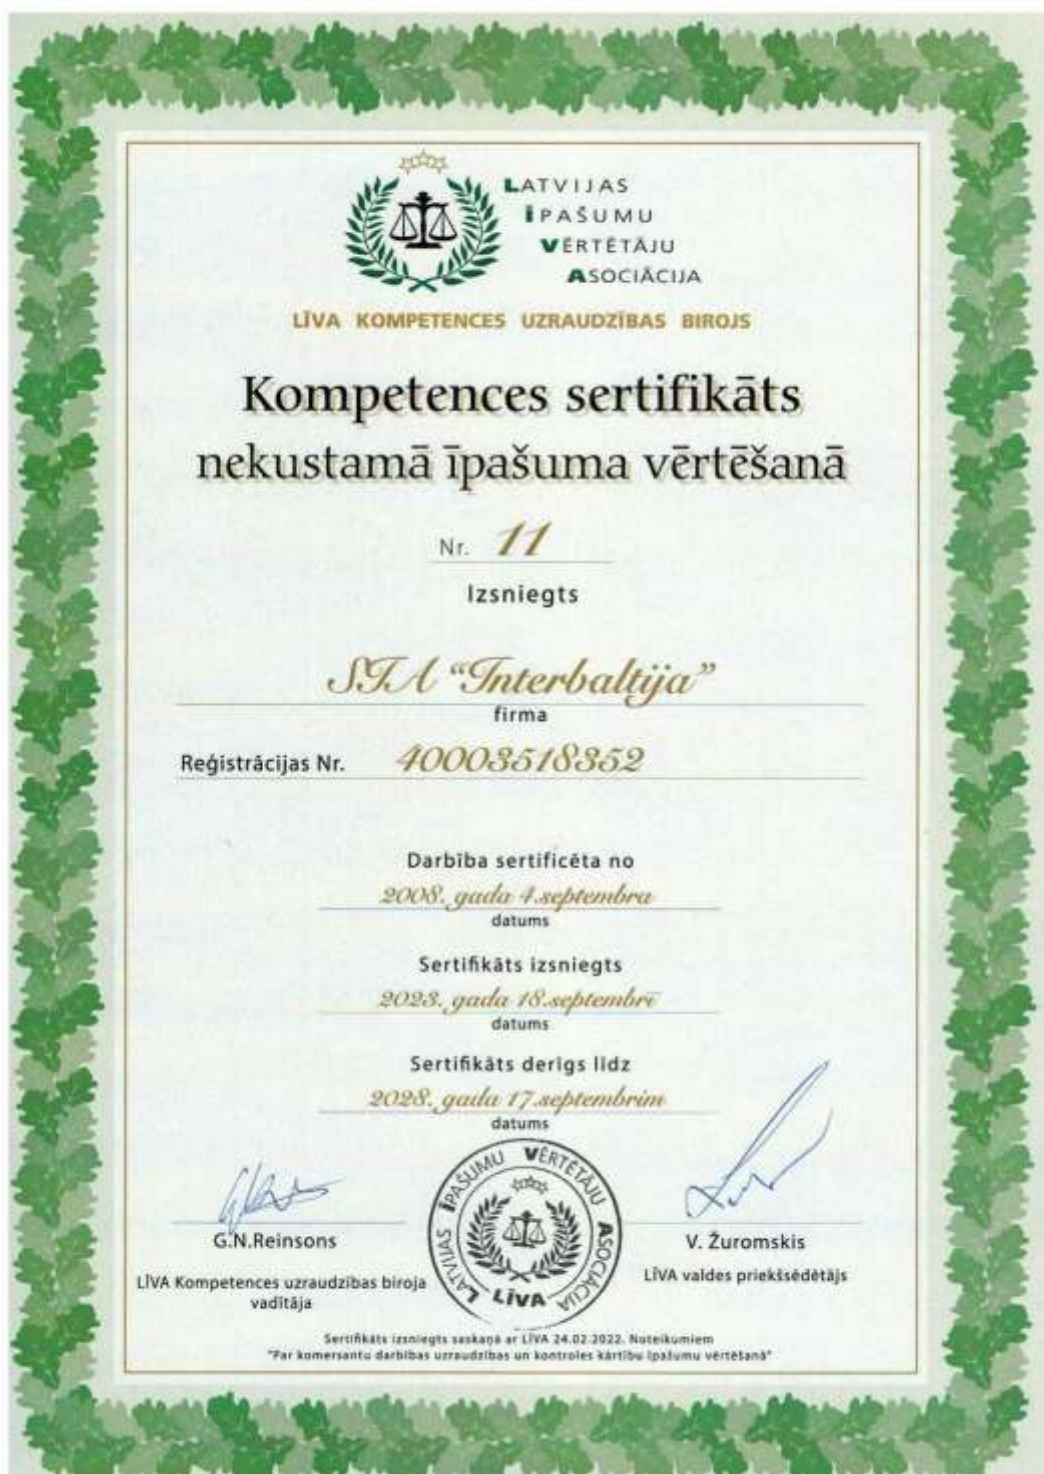 LATVIJAS
ĪPAŠUMU
VĒRTĒTĀJU
ASOCIĀCIJA
LĪVA KOMPETENCES UZRAUDZĪBAS BIROJS
Kompetences sertifikāts
nekustamā īpašuma vērtēšanā
Nr. 11
Izsniegts
SIA "Interbaltija"
firma
Reģistrācijas Nr. 40003518352
Darbība sertificēta no
2008. gada 4.septembra
datums
Sertifikāts izsniegts
2023. gada 18.septembrī
datums
Sertifikāts derīgs līdz
2028. gada 17.septembrim
datums
LATVIJAS ĪPAŠUMU VĒRTĒTĀJU ASOCIĀCIJA
LĪVA
G.N.Reinsons
LĪVA Kompetences uzraudzības biroja
vadītāja
V. Žuromskis
LĪVA valdes priekšsēdētājs
Sertifikāts izsniegts saskaņā ar LĪVA 24.02.2022. Noteikumiem
"Par komersantu darbības uzraudzības un kontroles kārtību īpašumu vērtēšanā"